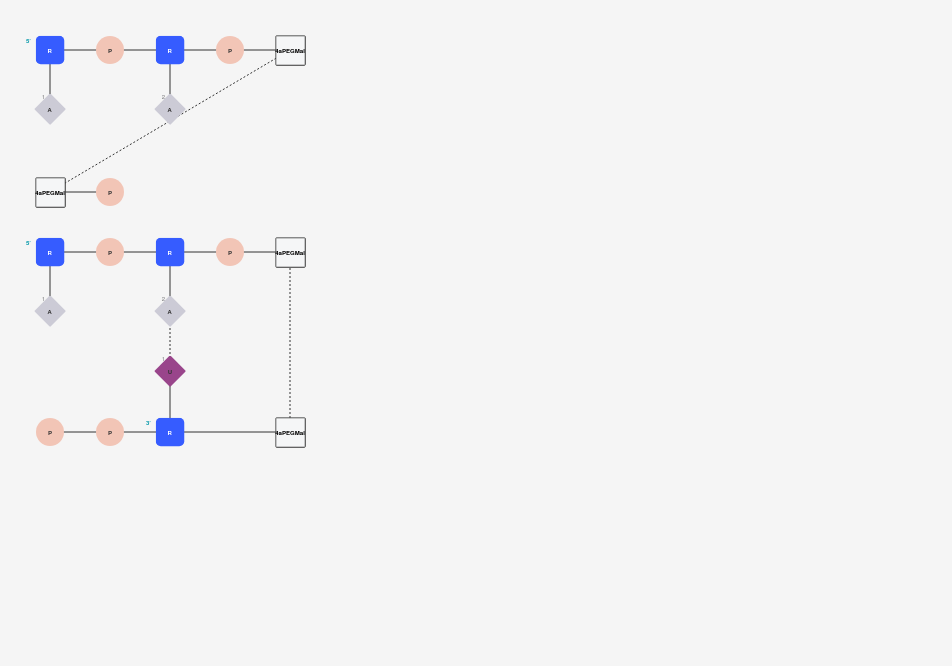 5'
R P R P 4aPEGMal
1 2
A A
4aPEGMal P
5'
R P R P 4aPEGMal
1 2
A A
1
U
3'
P P R 4aPEGMal